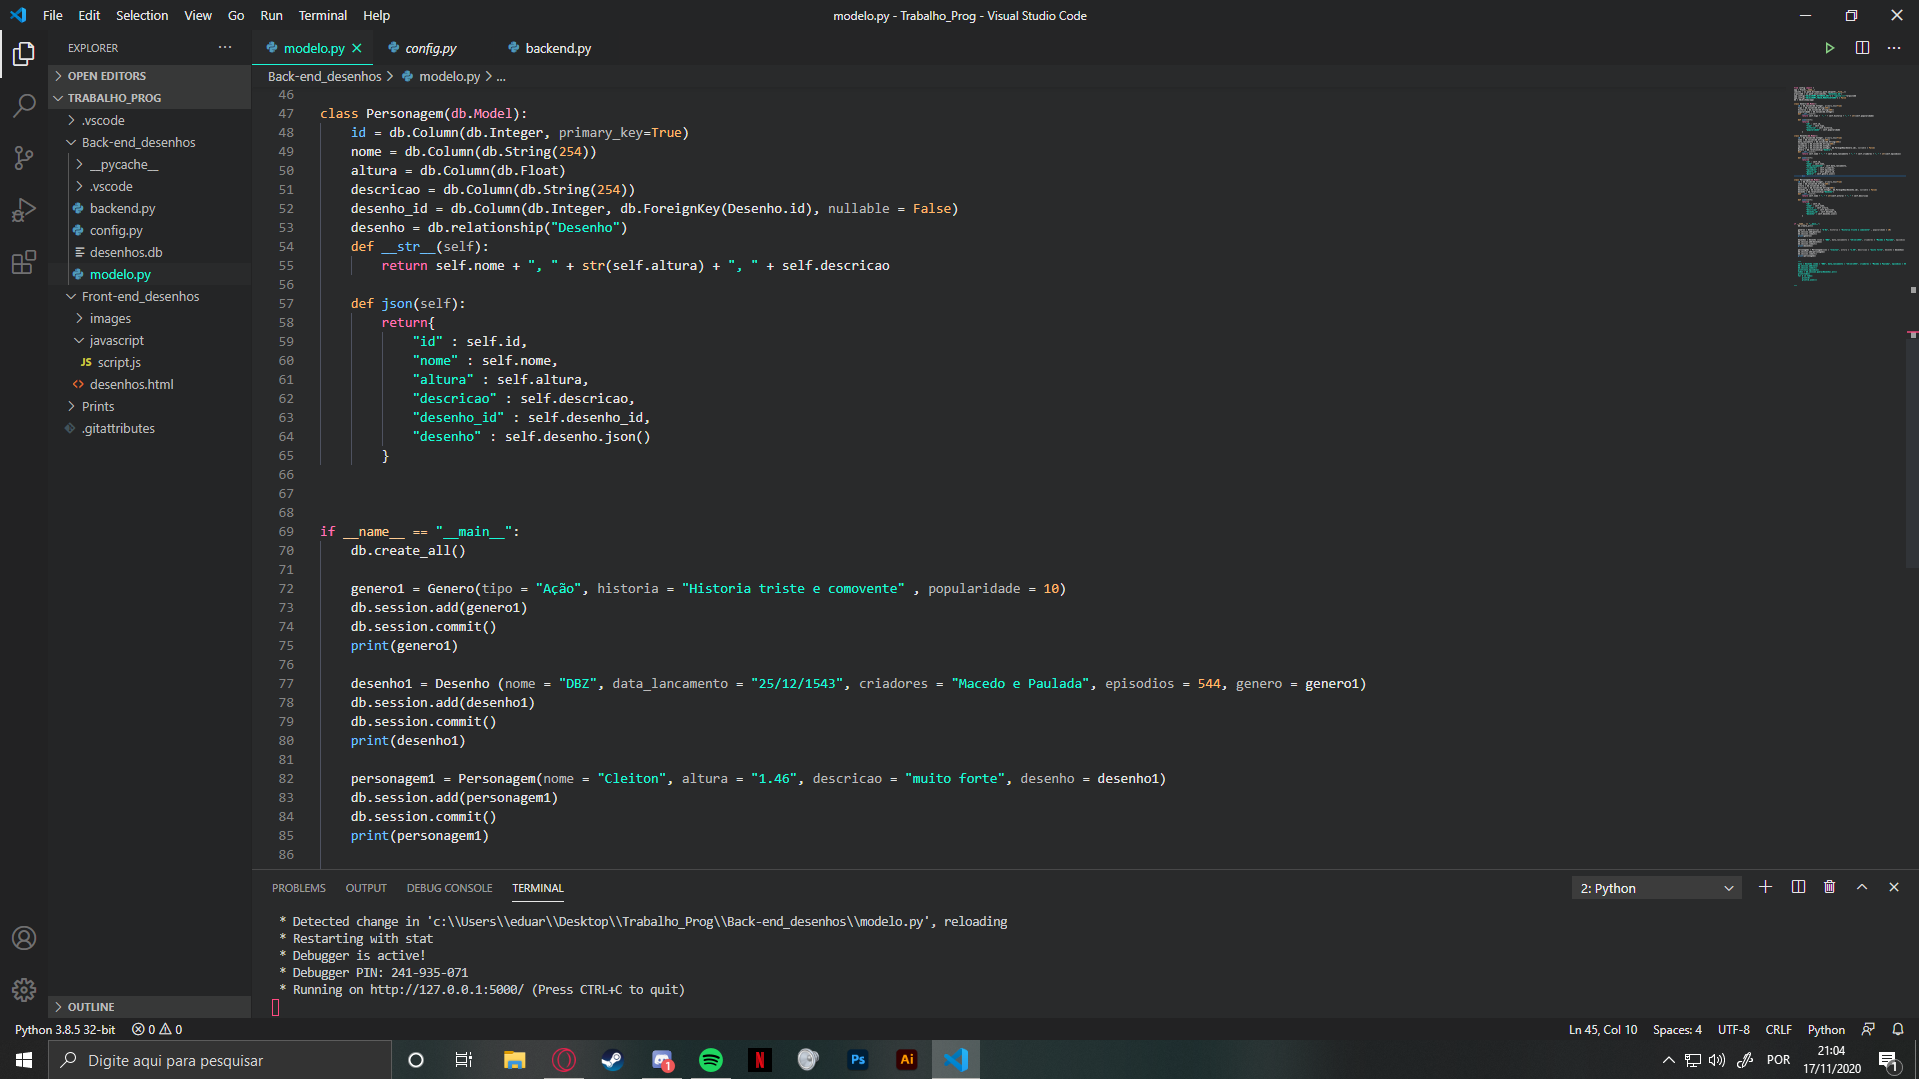 File Edit Selection View Go Run Terminal Help
modelo.py - Trabalho_Prog - Visual Studio Code
EXPLORER
OPEN EDITORS
TRABALHO_PROG
.vscode
Back-end_desenhos
__pycache__
.vscode
backend.py
config.py
desenhos.db
modelo.py
Front-end_desenhos
images
javascript
JS script.js
desenhos.html
Prints
.gitattributes
OUTLINE
modelo.py config.py backend.py
Back-end_desenhos > modelo.py > ...
46
47 class Personagem(db.Model):
48 id = db.Column(db.Integer, primary_key=True)
49 nome = db.Column(db.String(254))
50 altura = db.Column(db.Float)
51 descricao = db.Column(db.String(254))
52 desenho_id = db.Column(db.Integer, db.ForeignKey(Desenho.id), nullable = False)
53 desenho = db.relationship("Desenho")
54 def __str__(self):
55 return self.nome + ", " + str(self.altura) + ", " + self.descricao
56
57 def json(self):
58 return{
59 "id" : self.id,
60 "nome" : self.nome,
61 "altura" : self.altura,
62 "descricao" : self.descricao,
63 "desenho_id" : self.desenho_id,
64 "desenho" : self.desenho.json()
65 }
66
67
68
69 if __name__ == "__main__":
70 db.create_all()
71
72 genero1 = Genero(tipo = "Ação", historia = "Historia triste e comovente" , popularidade = 10)
73 db.session.add(genero1)
74 db.session.commit()
75 print(genero1)
76
77 desenho1 = Desenho (nome = "DBZ", data_lancamento = "25/12/1543", criadores = "Macedo e Paulada", episodios = 544, genero = genero1)
78 db.session.add(desenho1)
79 db.session.commit()
80 print(desenho1)
81
82 personagem1 = Personagem(nome = "Cleiton", altura = "1.46", descricao = "muito forte", desenho = desenho1)
83 db.session.add(personagem1)
84 db.session.commit()
85 print(personagem1)
86
PROBLEMS OUTPUT DEBUG CONSOLE TERMINAL
2: Python
* Detected change in 'c:\\Users\\eduar\\Desktop\\Trabalho_Prog\\Back-end_desenhos\\modelo.py', reloading
* Restarting with stat
* Debugger is active!
* Debugger PIN: 241-935-071
* Running on http://127.0.0.1:5000/ (Press CTRL+C to quit)
Python 3.8.5 32-bit 0 0
Ln 45, Col 10 Spaces: 4 UTF-8 CRLF Python
Digite aqui para pesquisar
1
N
Ps
Ai
POR
21:04
17/11/2020
1